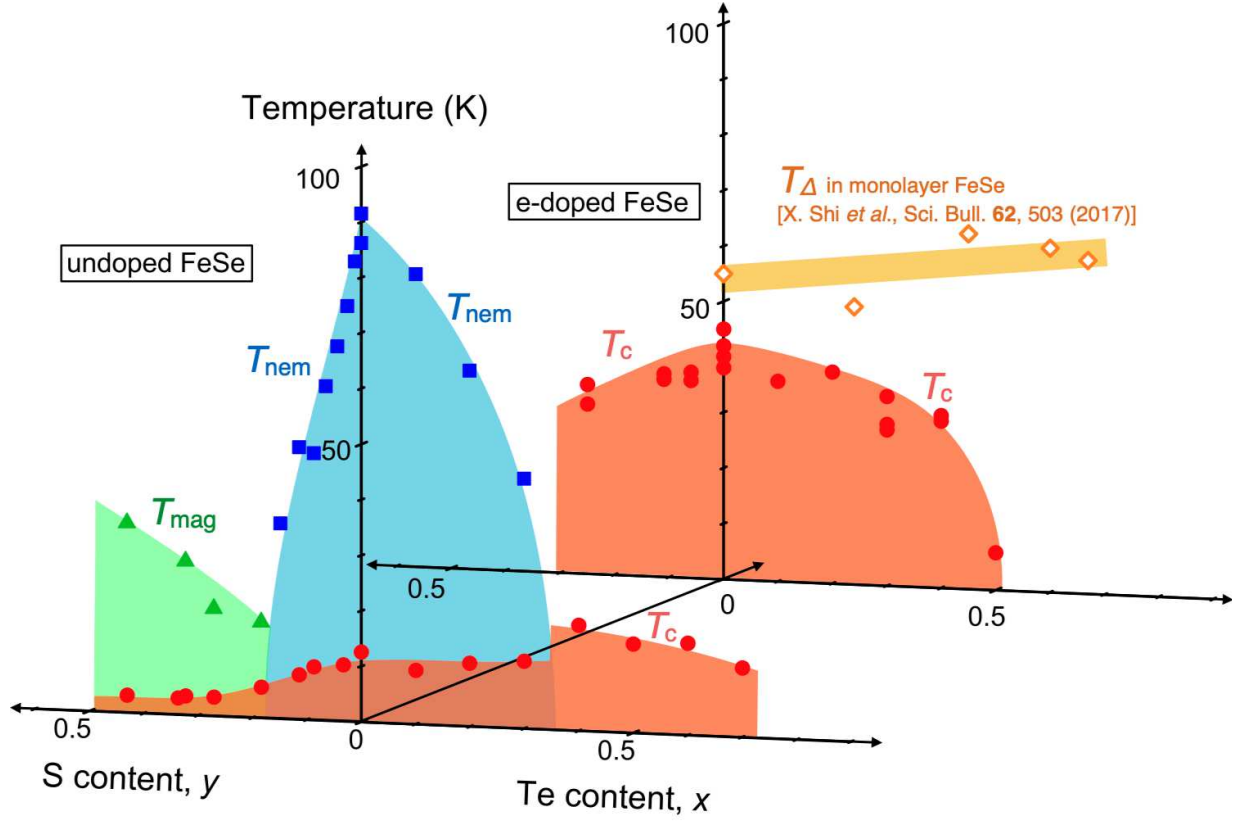 100
Temperature (K)
100
T_Δ in monolayer FeSe
[X. Shi et al., Sci. Bull. 62, 503 (2017)]
e-doped FeSe
undoped FeSe
50
T_nem
T_nem
T_c
T_c
50
T_mag
0.5
0
0.5
T_c
0.5
0
0.5
S content, y
Te content, x